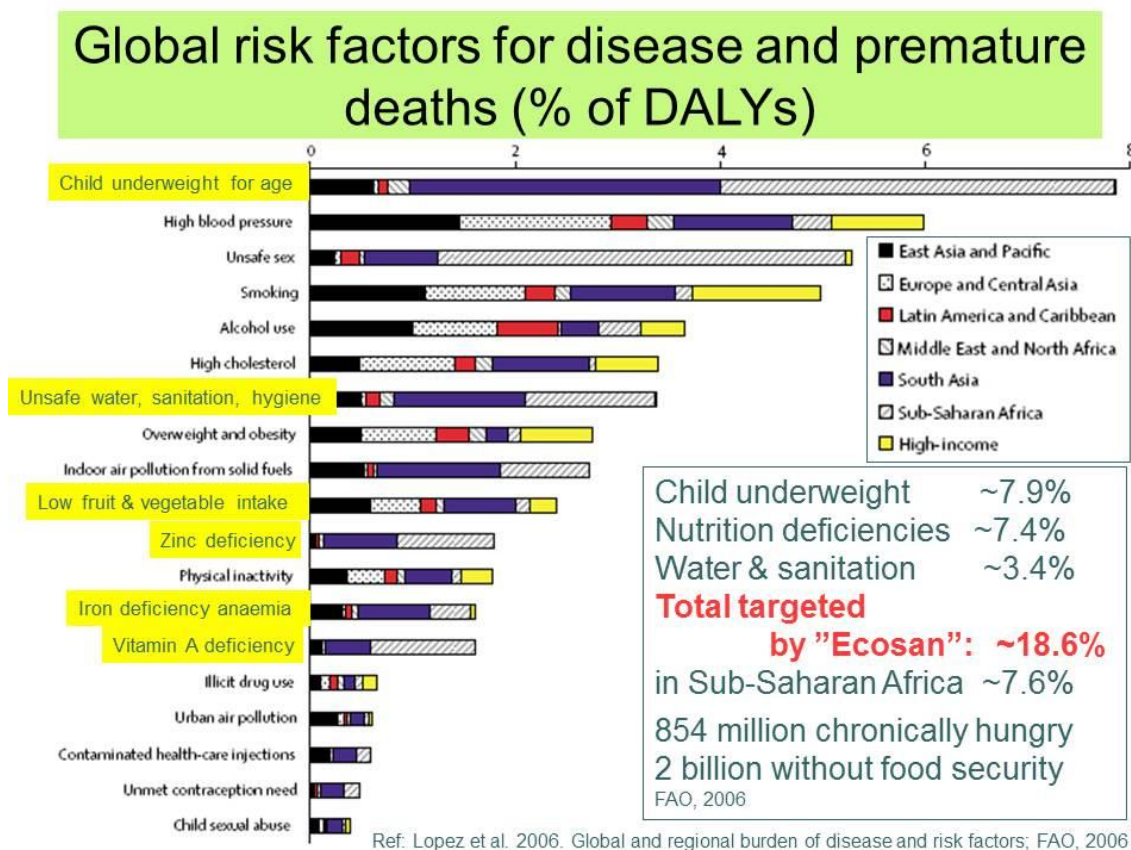 Global risk factors for disease and premature
deaths (% of DALYs)
0 2 4 6 8
Child underweight for age
High blood pressure
Unsafe sex
Smoking
Alcohol use
High cholesterol
Unsafe water, sanitation, hygiene
Overweight and obesity
Indoor air pollution from solid fuels
Low fruit & vegetable intake
Zinc deficiency
Physical inactivity
Iron deficiency anaemia
Vitamin A deficiency
Illicit drug use
Urban air pollution
Contaminated health-care injections
Unmet contraception need
Child sexual abuse
East Asia and Pacific
Europe and Central Asia
Latin America and Caribbean
Middle East and North Africa
South Asia
Sub-Saharan Africa
High-income
Child underweight ~7.9%
Nutrition deficiencies ~7.4%
Water & sanitation ~3.4%
Total targeted
by ”Ecosan”: ~18.6%
in Sub-Saharan Africa ~7.6%
854 million chronically hungry
2 billion without food security
FAO, 2006
Ref: Lopez et al. 2006. Global and regional burden of disease and risk factors; FAO, 2006